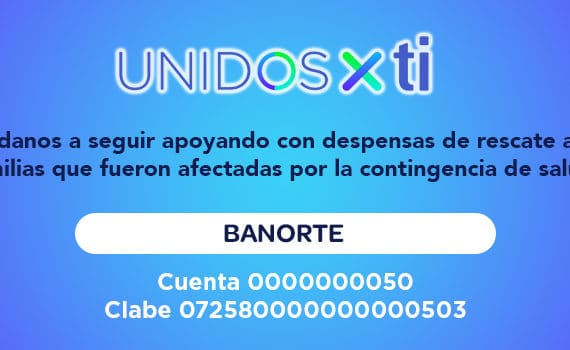 UNIDOS x ti
danos a seguir apoyando con despensas de rescate a
ilias que fueron afectadas por la contingencia de salu
BANORTE
Cuenta 0000000050
Clabe 072580000000000503